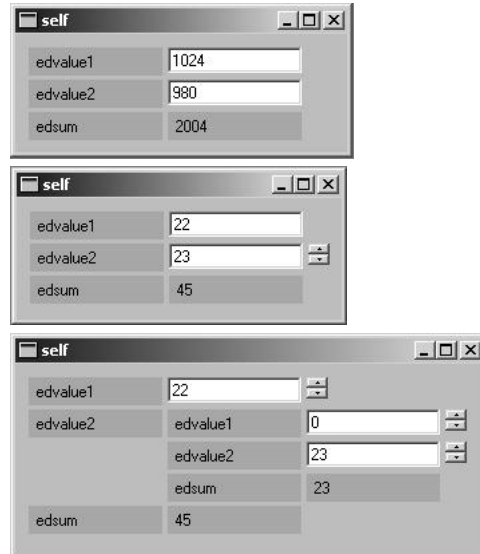 self
edvalue1 1024
edvalue2 980
edsum 2004
self
edvalue1 22
edvalue2 23
edsum 45
self
edvalue1 22
edvalue2 edvalue1 0
edvalue2 23
edsum 23
edsum 45